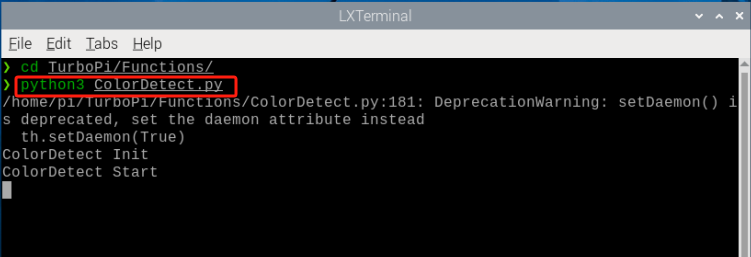 LXTerminal
File Edit Tabs Help
❯ cd TurboPi/Functions/
❯ python3 ColorDetect.py
/home/pi/TurboPi/Functions/ColorDetect.py:181: DeprecationWarning: setDaemon() i
s deprecated, set the daemon attribute instead
  th.setDaemon(True)
ColorDetect Init
ColorDetect Start